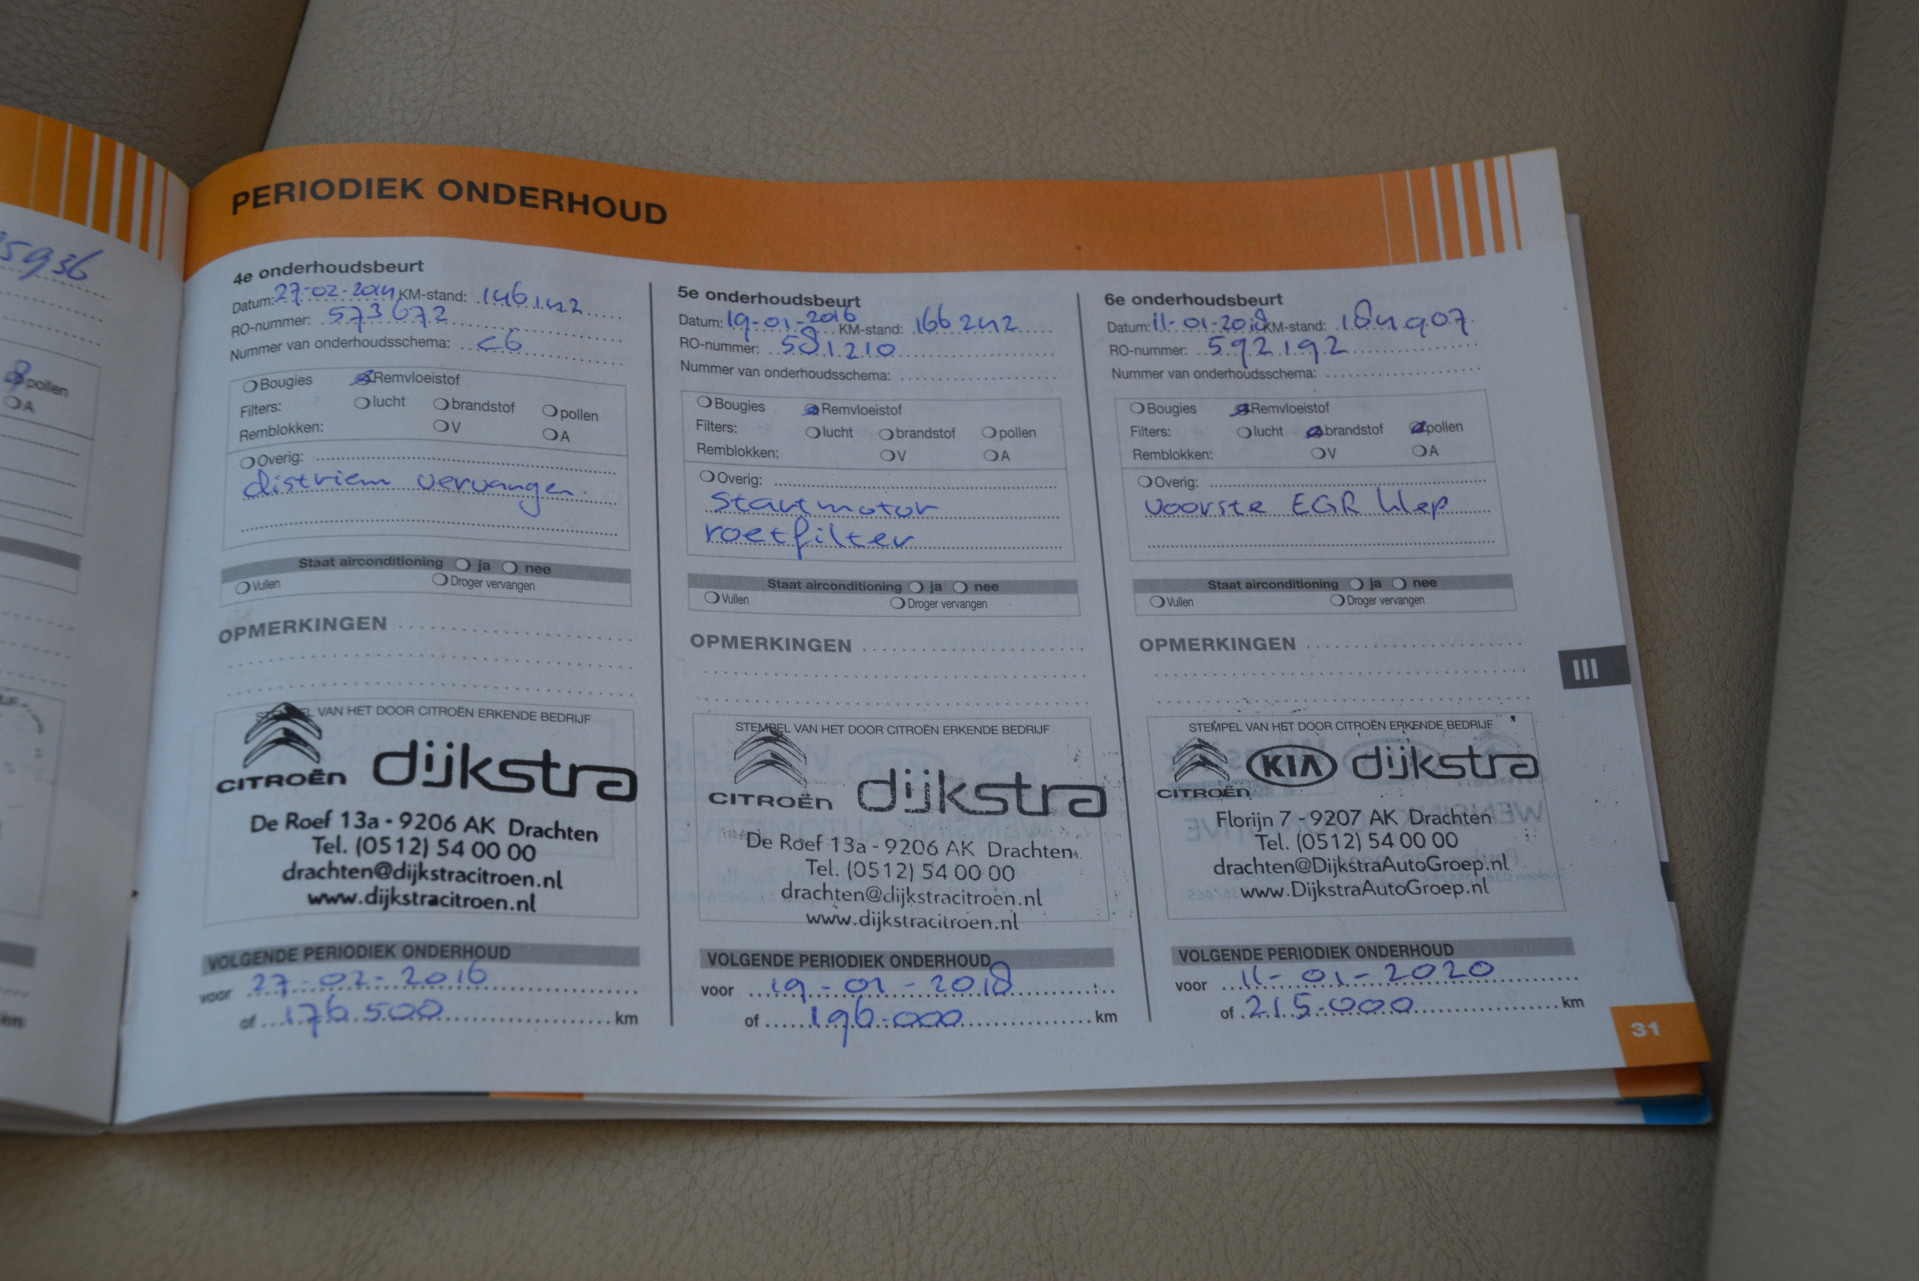 5936
pollen
A
PERIODIEK ONDERHOUD
4e onderhoudsbeurt
Datum: 27-02-2014 KM-stand: 146142
RO-nummer: 573672
Nummer van onderhoudsschema: C6
Bougies Remvloeistof
Filters: lucht brandstof pollen
Remblokken: V A
Overig:
distriem vervangen
Staat airconditioning ja nee
Vullen Droger vervangen
OPMERKINGEN
STEMPEL VAN HET DOOR CITROËN ERKENDE BEDRIJF
CITROËN dijkstra
De Roef 13a - 9206 AK Drachten
Tel. (0512) 54 00 00
drachten@dijkstracitroen.nl
www.dijkstracitroen.nl
VOLGENDE PERIODIEK ONDERHOUD
voor 27-02-2016
of 176.500 km
5e onderhoudsbeurt
Datum: 19-01-2016 KM-stand: 166242
RO-nummer: 581210
Nummer van onderhoudsschema:
Bougies Remvloeistof
Filters: lucht brandstof pollen
Remblokken: V A
Overig:
Startmotor
roetfilter
Staat airconditioning ja nee
Vullen Droger vervangen
OPMERKINGEN
STEMPEL VAN HET DOOR CITROËN ERKENDE BEDRIJF
CITROËN dijkstra
De Roef 13a - 9206 AK Drachten
Tel. (0512) 54 00 00
drachten@dijkstracitroen.nl
www.dijkstracitroen.nl
VOLGENDE PERIODIEK ONDERHOUD
voor 19-01-2018
of 196.000 km
6e onderhoudsbeurt
Datum: 11-01-2018 KM-stand: 184907
RO-nummer: 592192
Nummer van onderhoudsschema:
Bougies Remvloeistof
Filters: lucht brandstof pollen
Remblokken: V A
Overig:
voorste EGR klep
Staat airconditioning ja nee
Vullen Droger vervangen
OPMERKINGEN
STEMPEL VAN HET DOOR CITROËN ERKENDE BEDRIJF
CITROËN KIA dijkstra
Florijn 7 - 9207 AK Drachten
Tel. (0512) 54 00 00
drachten@DijkstraAutoGroep.nl
www.DijkstraAutoGroep.nl
VOLGENDE PERIODIEK ONDERHOUD
voor 11-01-2020
of 215.000 km
III
31